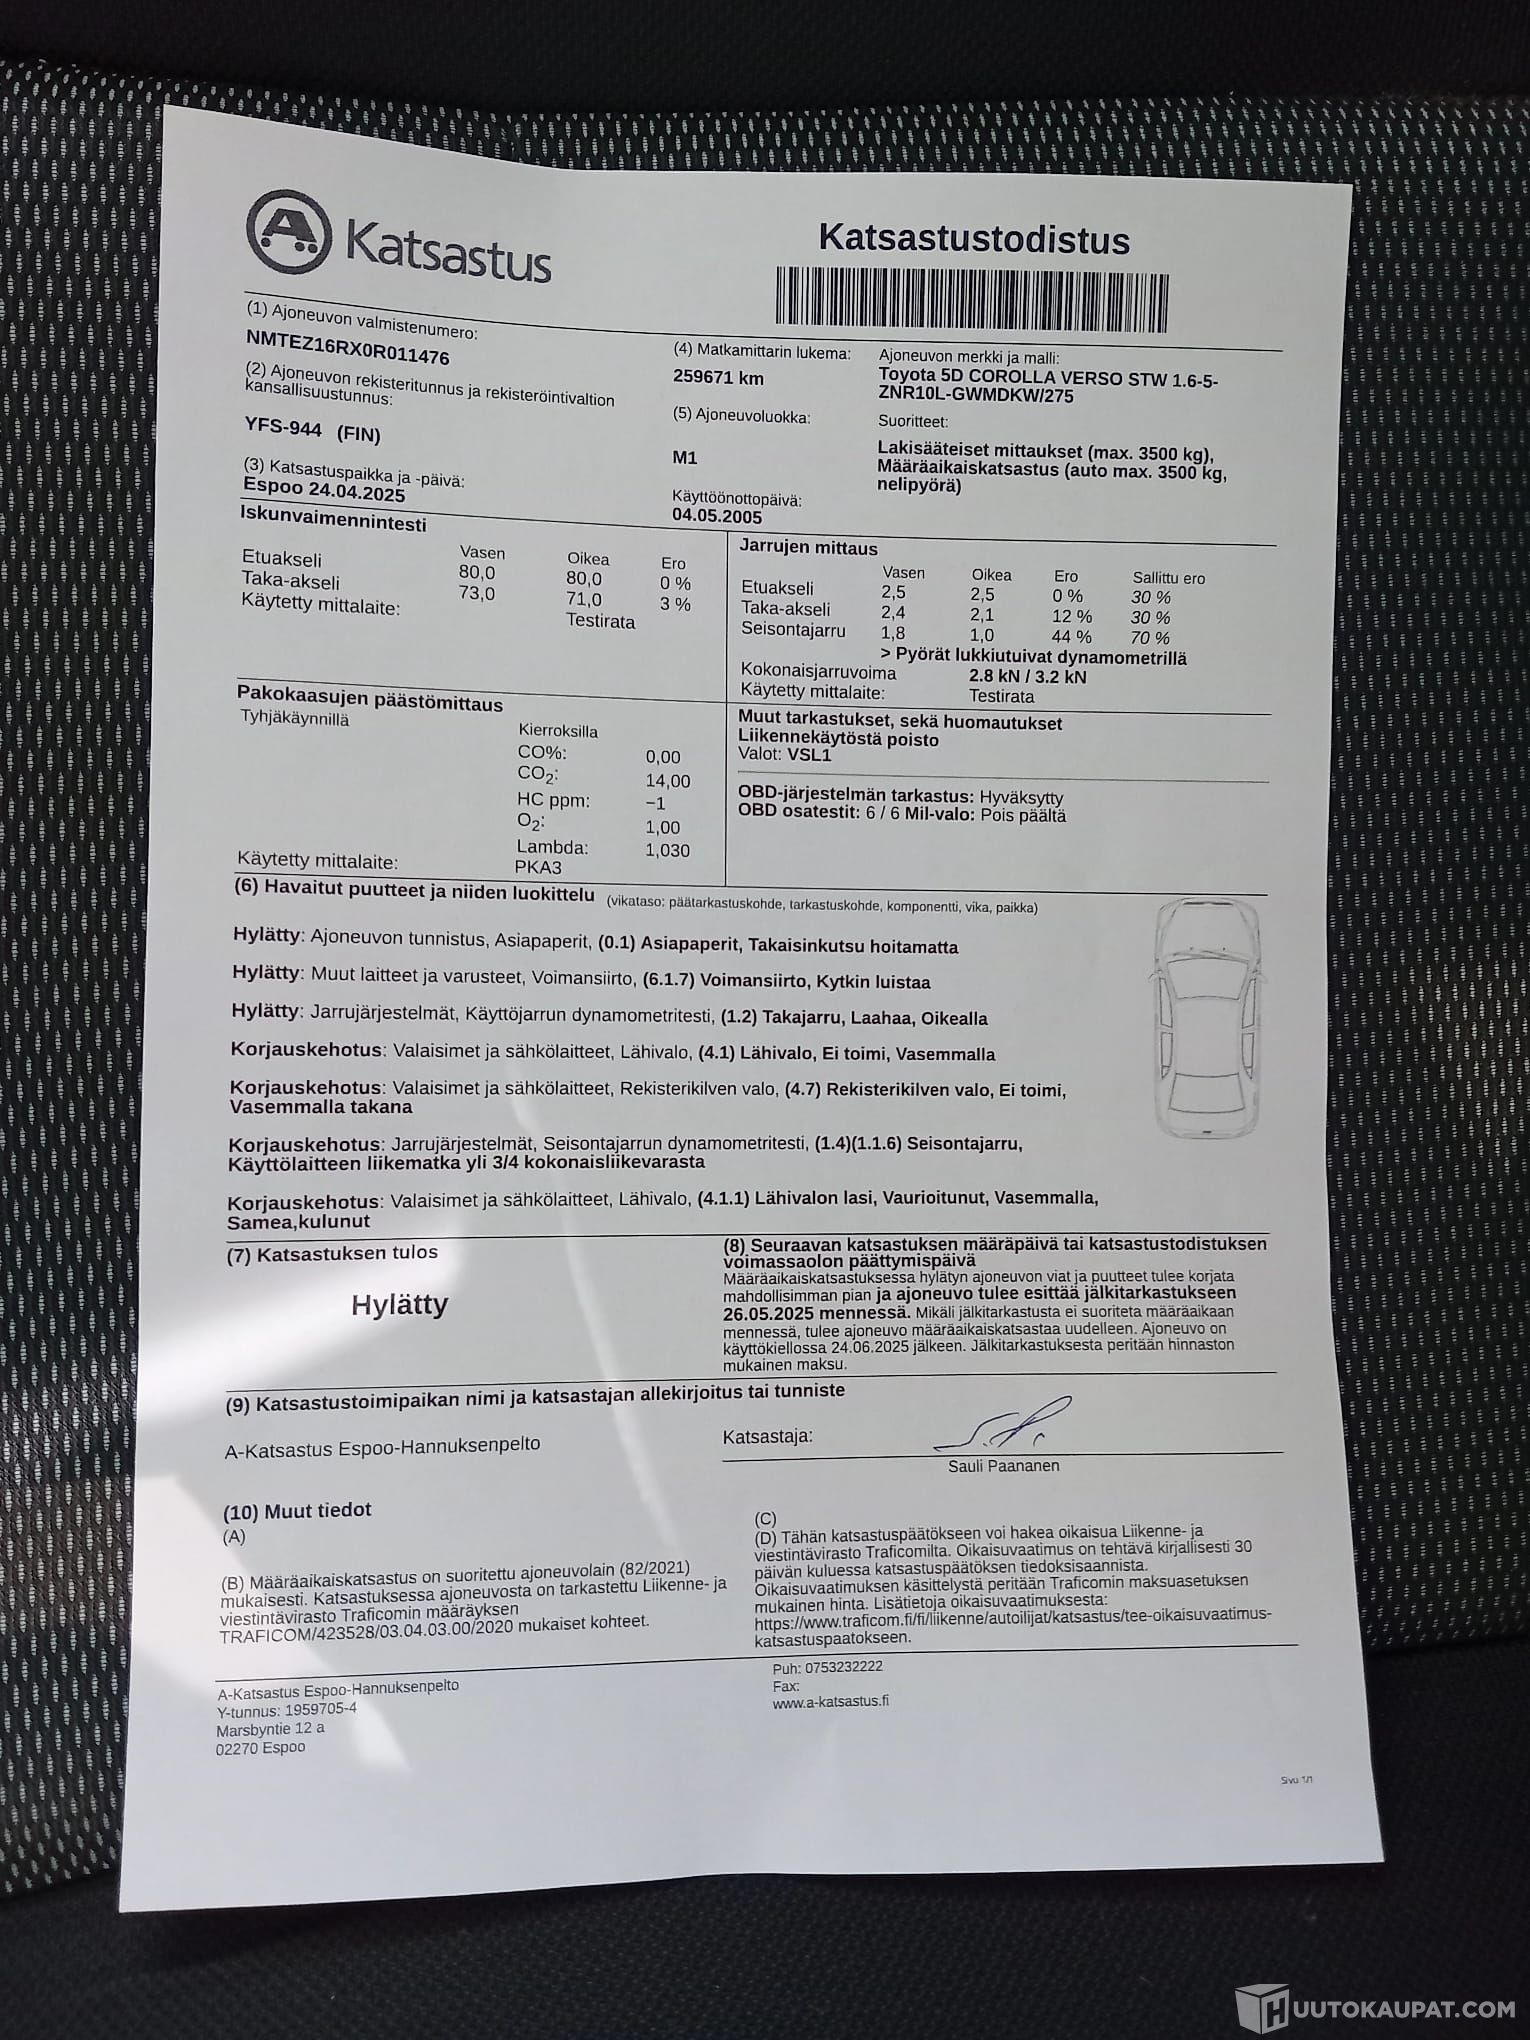 A Katsastus
Katsastustodistus
(1) Ajoneuvon valmistenumero:
NMTEZ16RX0R011476
(2) Ajoneuvon rekisteritunnus ja rekisteröintivaltion
kansallisuustunnus:
YFS-944 (FIN)
(3) Katsastuspaikka ja -päivä:
Espoo 24.04.2025
(4) Matkamittarin lukema:
259671 km
(5) Ajoneuvoluokka:
M1
Käyttöönottopäivä:
04.05.2005
Ajoneuvon merkki ja malli:
Toyota 5D COROLLA VERSO STW 1.6-5-
ZNR10L-GWMDKW/275
Suoritteet:
Lakisääteiset mittaukset (max. 3500 kg),
Määräaikaiskatsastus (auto max. 3500 kg,
nelipyörä)
Iskunvaimennintesti
Vasen Oikea Ero
Etuakseli 80,0 80,0 0 %
Taka-akseli 73,0 71,0 3 %
Käytetty mittalaite: Testirata
Jarrujen mittaus
Vasen Oikea Ero Sallittu ero
Etuakseli 2,5 2,5 0 % 30 %
Taka-akseli 2,4 2,1 12 % 30 %
Seisontajarru 1,8 1,0 44 % 70 %
> Pyörät lukkiutuivat dynamometrillä
Kokonaisjarruvoima 2.8 kN / 3.2 kN
Käytetty mittalaite: Testirata
Pakokaasujen päästömittaus
Tyhjäkäynnillä Kierroksilla
CO%: 0,00
CO2: 14,00
HC ppm: −1
O2: 1,00
Lambda: 1,030
Käytetty mittalaite: PKA3
Muut tarkastukset, sekä huomautukset
Liikennekäytöstä poisto
Valot: VSL1
OBD-järjestelmän tarkastus: Hyväksytty
OBD osatestit: 6 / 6 Mil-valo: Pois päältä
(6) Havaitut puutteet ja niiden luokittelu (vikataso: päätarkastuskohde, tarkastuskohde, komponentti, vika, paikka)
Hylätty: Ajoneuvon tunnistus, Asiapaperit, (0.1) Asiapaperit, Takaisinkutsu hoitamatta
Hylätty: Muut laitteet ja varusteet, Voimansiirto, (6.1.7) Voimansiirto, Kytkin luistaa
Hylätty: Jarrujärjestelmät, Käyttöjarrun dynamometritesti, (1.2) Takajarru, Laahaa, Oikealla
Korjauskehotus: Valaisimet ja sähkölaitteet, Lähivalo, (4.1) Lähivalo, Ei toimi, Vasemmalla
Korjauskehotus: Valaisimet ja sähkölaitteet, Rekisterikilven valo, (4.7) Rekisterikilven valo, Ei toimi,
Vasemmalla takana
Korjauskehotus: Jarrujärjestelmät, Seisontajarrun dynamometritesti, (1.4)(1.1.6) Seisontajarru,
Käyttölaitteen liikematka yli 3/4 kokonaisliikevarasta
Korjauskehotus: Valaisimet ja sähkölaitteet, Lähivalo, (4.1.1) Lähivalon lasi, Vaurioitunut, Vasemmalla,
Samea,kulunut
(7) Katsastuksen tulos
Hylätty
(8) Seuraavan katsastuksen määräpäivä tai katsastustodistuksen
voimassaolon päättymispäivä
Määräaikaiskatsastuksessa hylätyn ajoneuvon viat ja puutteet tulee korjata
mahdollisimman pian ja ajoneuvo tulee esittää jälkitarkastukseen
26.05.2025 mennessä. Mikäli jälkitarkastusta ei suoriteta määräaikaan
mennessä, tulee ajoneuvo määräaikaiskatsastaa uudelleen. Ajoneuvo on
käyttökiellossa 24.06.2025 jälkeen. Jälkitarkastuksesta peritään hinnaston
mukainen maksu.
(9) Katsastustoimipaikan nimi ja katsastajan allekirjoitus tai tunniste
A-Katsastus Espoo-Hannuksenpelto
Katsastaja:
Sauli Paananen
(10) Muut tiedot
(A)
(B) Määräaikaiskatsastus on suoritettu ajoneuvolain (82/2021)
mukaisesti. Katsastuksessa ajoneuvosta on tarkastettu Liikenne- ja
viestintävirasto Traficomin määräyksen
TRAFICOM/423528/03.04.03.00/2020 mukaiset kohteet.
(C)
(D) Tähän katsastuspäätökseen voi hakea oikaisua Liikenne- ja
viestintävirasto Traficomilta. Oikaisuvaatimus on tehtävä kirjallisesti 30
päivän kuluessa katsastuspäätöksen tiedoksisaannista.
Oikaisuvaatimuksen käsittelystä peritään Traficomin maksuasetuksen
mukainen hinta. Lisätietoja oikaisuvaatimuksesta:
https://www.traficom.fi/fi/liikenne/autoilijat/katsastus/tee-oikaisuvaatimus-
katsastuspaatokseen.
A-Katsastus Espoo-Hannuksenpelto
Y-tunnus: 1959705-4
Marsbyntie 12 a
02270 Espoo
Puh: 0753232222
Fax:
www.a-katsastus.fi
Sivu 1/1
HUUTOKAUPAT.COM